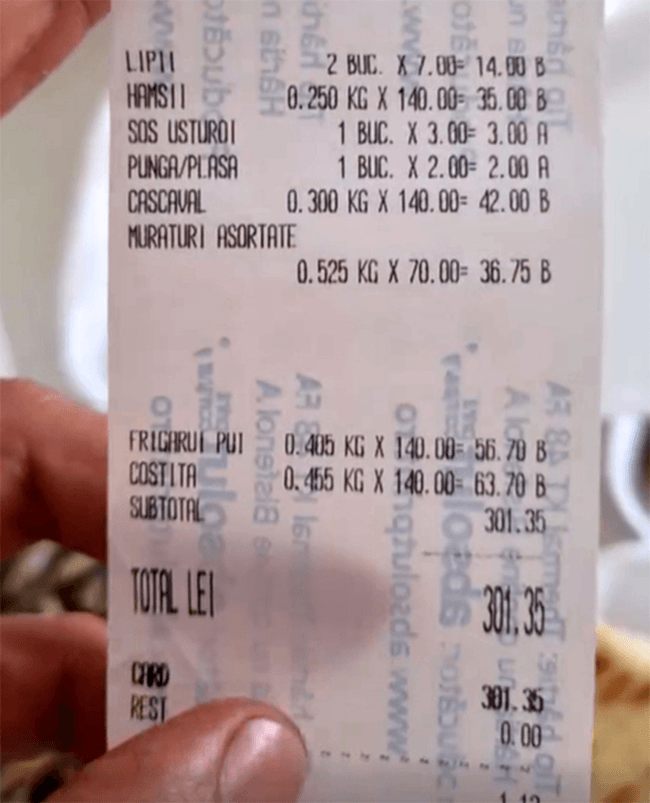 LIPII 2 BUC. X 7.00= 14.00 B
HAMSII 0.250 KG X 140.00= 35.00 B
SOS USTUROI 1 BUC. X 3.00= 3.00 A
PUNGA/PLASA 1 BUC. X 2.00= 2.00 A
CASCAVAL 0.300 KG X 140.00= 42.00 B
MURATURI ASORTATE
0.525 KG X 70.00= 36.75 B
FRIGARUI PUI 0.405 KG X 140.00= 56.70 B
COSTITA 0.455 KG X 140.00= 63.70 B
SUBTOTAL 301.35
TOTAL LEI 301,35
CARD 301.35
REST 0.00